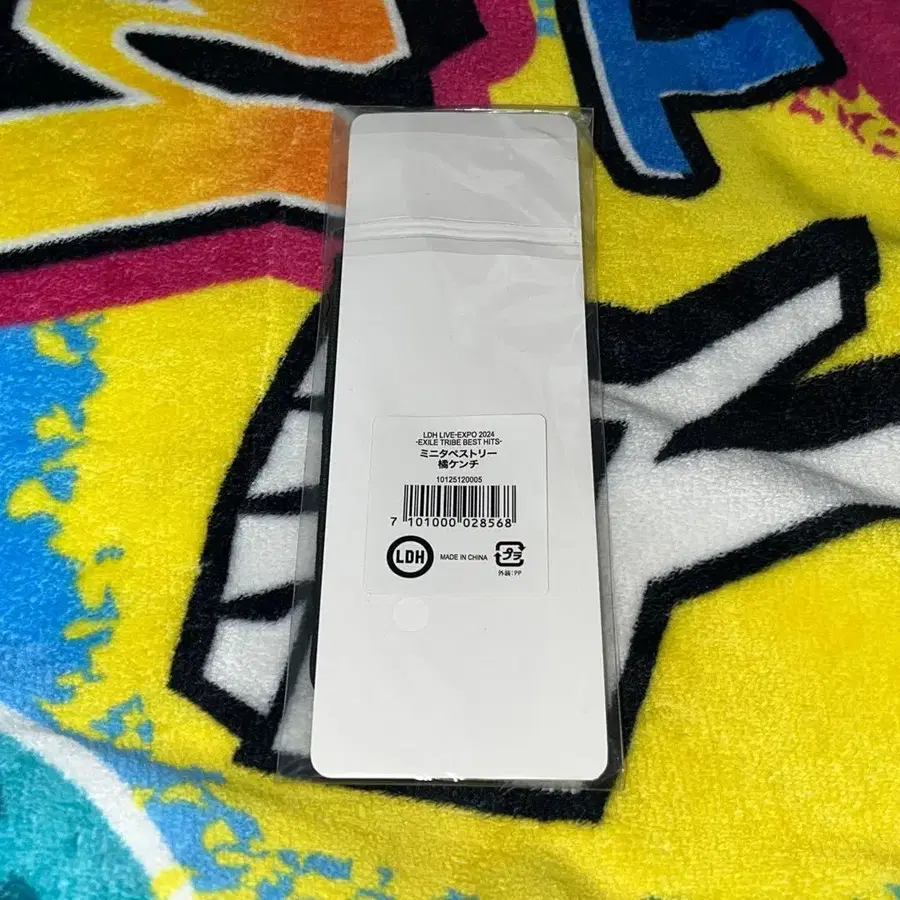 LDH LIVE-EXPO 2024
-EXILE TRIBE BEST HITS-
ミニタペストリー
橘ケンチ
10125120005
7 101000 028568
LDH
MADE IN CHINA
プラ
外装:PP